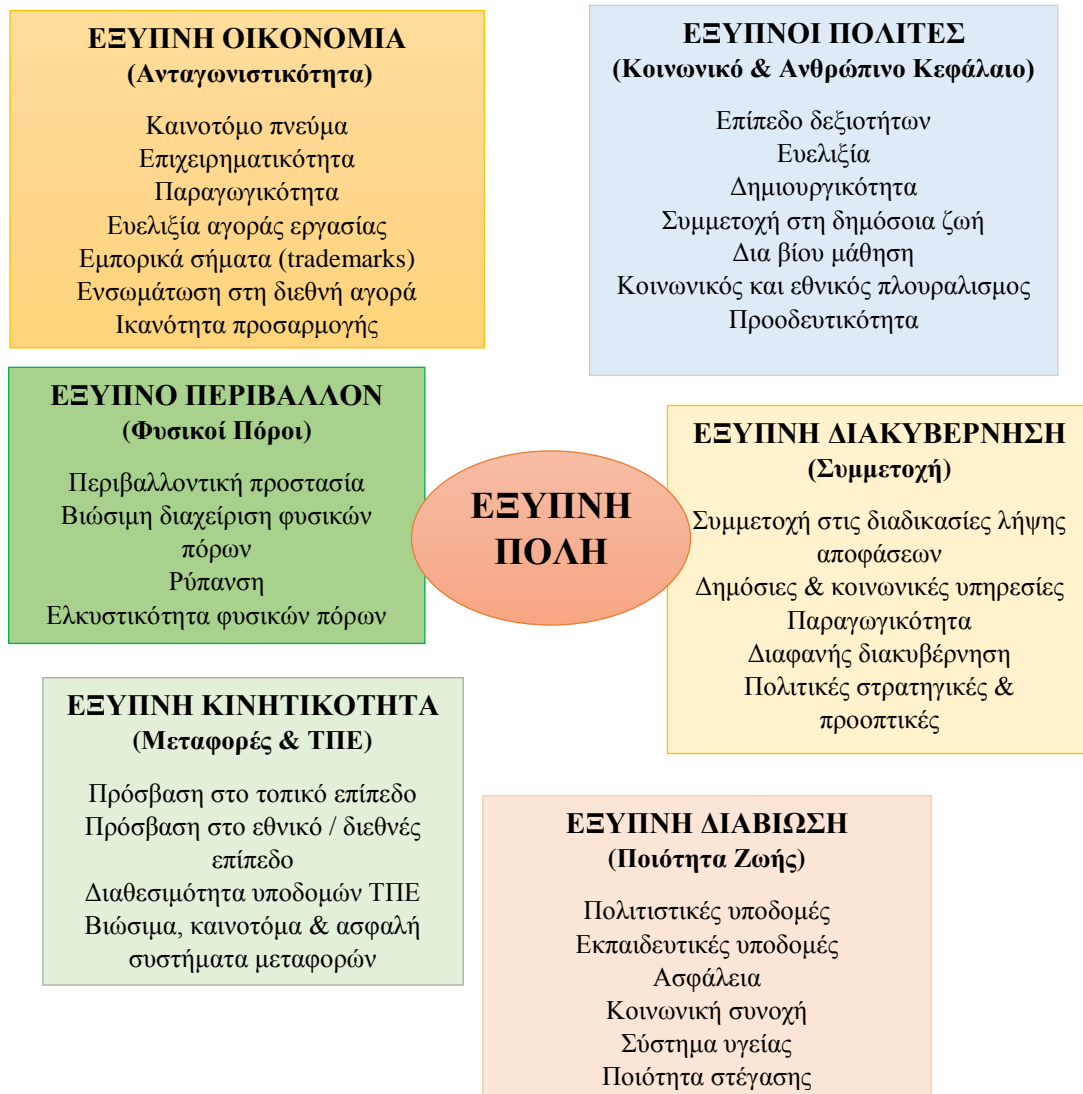 ΕΞΥΠΝΗ ΟΙΚΟΝΟΜΙΑ
(Ανταγωνιστικότητα)
Καινοτόμο πνεύμα
Επιχειρηματικότητα
Παραγωγικότητα
Ευελιξία αγοράς εργασίας
Εμπορικά σήματα (trademarks)
Ενσωμάτωση στη διεθνή αγορά
Ικανότητα προσαρμογής
ΕΞΥΠΝΟΙ ΠΟΛΙΤΕΣ
(Κοινωνικό & Ανθρώπινο Κεφάλαιο)
Επίπεδο δεξιοτήτων
Ευελιξία
Δημιουργικότητα
Συμμετοχή στη δημόσοια ζωή
Δια βίου μάθηση
Κοινωνικός και εθνικός πλουραλισμος
Προοδευτικότητα
ΕΞΥΠΝΟ ΠΕΡΙΒΑΛΛΟΝ
(Φυσικοί Πόροι)
Περιβαλλοντική προστασία
Βιώσιμη διαχείριση φυσικών
πόρων
Ρύπανση
Ελκυστικότητα φυσικών πόρων
ΕΞΥΠΝΗ
ΠΟΛΗ
ΕΞΥΠΝΗ ΔΙΑΚΥΒΕΡΝΗΣΗ
(Συμμετοχή)
Συμμετοχή στις διαδικασίες λήψης
αποφάσεων
Δημόσιες & κοινωνικές υπηρεσίες
Παραγωγικότητα
Διαφανής διακυβέρνηση
Πολιτικές στρατηγικές &
προοπτικές
ΕΞΥΠΝΗ ΚΙΝΗΤΙΚΟΤΗΤΑ
(Μεταφορές & ΤΠΕ)
Πρόσβαση στο τοπικό επίπεδο
Πρόσβαση στο εθνικό / διεθνές
επίπεδο
Διαθεσιμότητα υποδομών ΤΠΕ
Βιώσιμα, καινοτόμα & ασφαλή
συστήματα μεταφορών
ΕΞΥΠΝΗ ΔΙΑΒΙΩΣΗ
(Ποιότητα Ζωής)
Πολιτιστικές υποδομές
Εκπαιδευτικές υποδομές
Ασφάλεια
Κοινωνική συνοχή
Σύστημα υγείας
Ποιότητα στέγασης